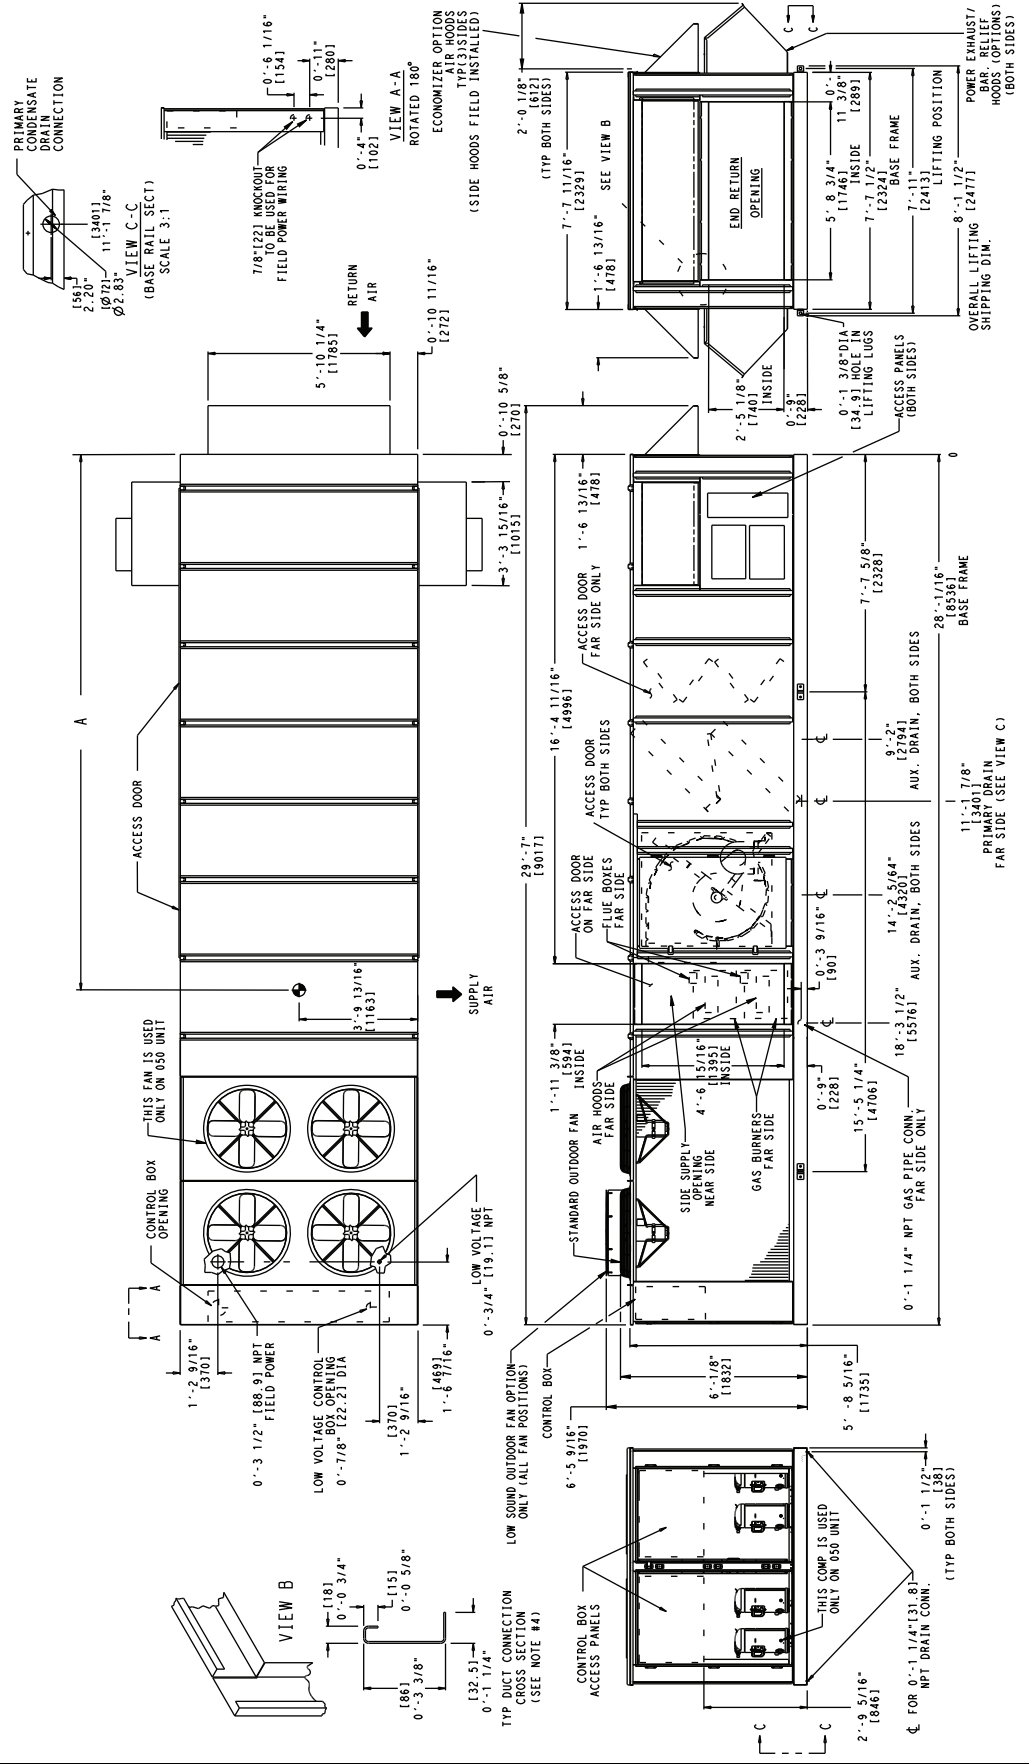 PRIMARY
CONDENSATE
DRAIN
CONNECTION
[3401]
11'-1 7/8"
[56]
2.20"
[Ø72]
Ø2.83"
VIEW C-C
(BASE RAIL SECT)
SCALE 3:1
0'-6 1/16"
[154]
0'-11"
[280]
7/8"[22] KNOCKOUT
TO BE USED FOR
FIELD POWER WIRING
0'-4"
[102]
VIEW A-A
ROTATED 180°
ECONOMIZER OPTION
AIR HOODS
TYP(3)SIDES
(SIDE HOODS FIELD INSTALLED)
2'-0 1/8"
[612]
(TYP BOTH SIDES)
7'-7 11/16"
[2329]
SEE VIEW B
1'-6 13/16"
[478]
END RETURN
OPENING
C
C
POWER EXHAUST/
BAR. RELIEF
HOODS (OPTIONS)
(BOTH SIDES)
0'-
11 3/8"
[289]
5' 8 3/4"
[1746]
INSIDE
7'-7 1/2"
[2324]
BASE FRAME
7'-11"
[2413]
LIFTING POSITION
8'-1 1/2"
[2477]
OVERALL LIFTING
SHIPPING DIM.
2'-5 1/8"
[740]
INSIDE
0'-9"
[228]
0'-1 3/8"DIA
[34.9] HOLE IN
LIFTING LUGS
RETURN
AIR
5'-10 1/4"
[1785]
0'-10 11/16"
[272]
0'-10 5/8"
[270]
3'-3 15/16"
[1015]
A
ACCESS DOOR
3'-9 13/16"
[1163]
SUPPLY
AIR
THIS FAN IS USED
ONLY ON 050 UNIT
CONTROL BOX
OPENING
A
A
1'-2 9/16"
[370]
0'-3 1/2" [88.9] NPT
FIELD POWER
LOW VOLTAGE CONTROL
BOX OPENING
0'-7/8" [22.2] DIA
[370]
1'-2 9/16"
[469]
1'-6 7/16"
LOW VOLTAGE
0'-3/4" [19.1] NPT
ACCESS PANELS
(BOTH SIDES)
1'-6 13/16"
[478]
ACCESS DOOR
FAR SIDE ONLY
16'-4 11/16"
[4996]
29'-7"
[9017]
ACCESS DOOR
TYP BOTH SIDES
ACCESS DOOR
ON FAR SIDE
FLUE BOXES
FAR SIDE
1'-11 3/8"
[594]
INSIDE
AIR HOODS
FAR SIDE
4'-6 15/16"
[1395]
INSIDE
SIDE SUPPLY
OPENING
NEAR SIDE
GAS BURNERS
FAR SIDE
STANDARD OUTDOOR FAN
LOW SOUND OUTDOOR FAN OPTION
ONLY (ALL FAN POSITIONS)
CONTROL BOX
0
7'-7 5/8"
[2328]
28'-1/16"
[8536]
BASE FRAME
9'-2"
[2794]
AUX. DRAIN, BOTH SIDES
11'-1 7/8"
[3401]
PRIMARY DRAIN
FAR SIDE (SEE VIEW C)
14'-2 5/64"
[4320]
AUX. DRAIN, BOTH SIDES
0'-3 9/16"
[90]
18'-3 1/2"
[5576]
0'-9"
[228]
15'-5 1/4"
[4706]
0'-1 1/4" NPT GAS PIPE CONN.
FAR SIDE ONLY
6'-5 9/16"
[1970]
6'-1/8"
[1832]
5' -8 5/16"
[1735]
VIEW B
[18]
0'-0 3/4"
[15]
0'-0 5/8"
[86]
0'-3 3/8"
[32.5]
0'-1 1/4"
TYP DUCT CONNECTION
CROSS SECTION
(SEE NOTE #4)
CONTROL BOX
ACCESS PANELS
THIS COMP IS USED
ONLY ON 050 UNIT
0'-1 1/2"
[38]
(TYP BOTH SIDES)
℄ FOR 0'-1 1/4"[31.8]
NPT DRAIN CONN.
2'-9 5/16"
[846]
C
C